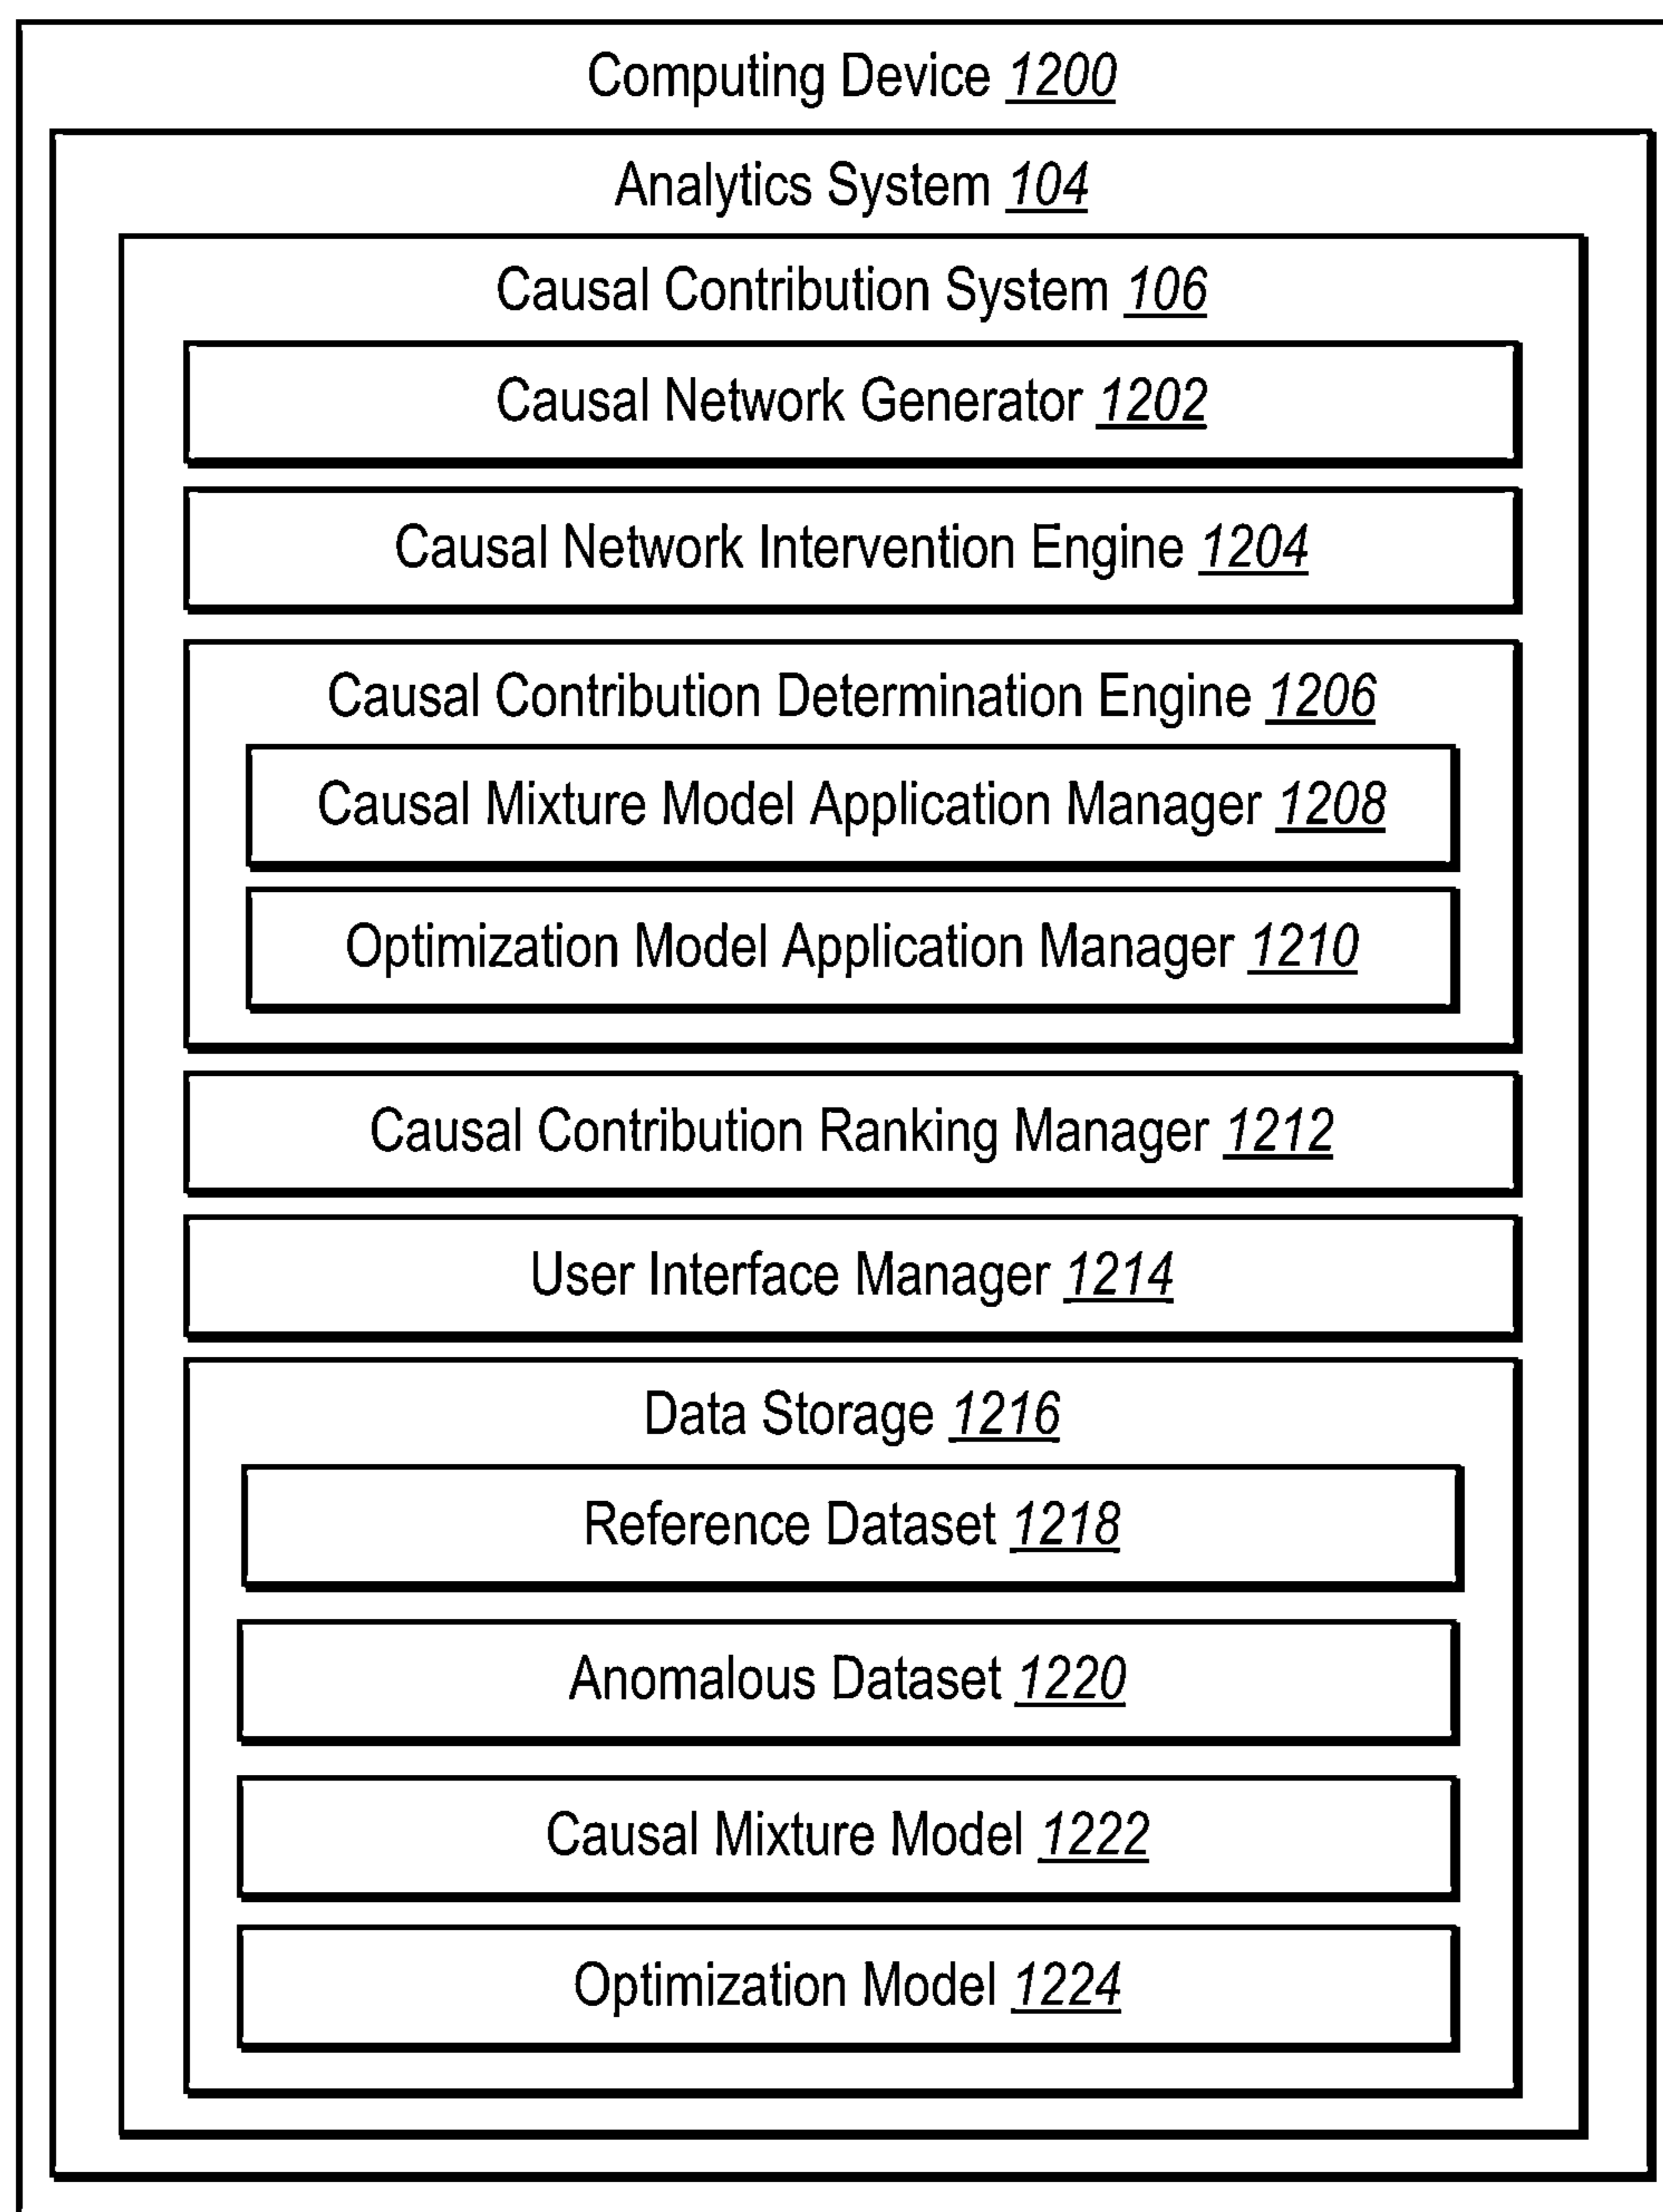 Computing Device 1200
Analytics System 104
Causal Contribution System 106
Causal Network Generator 1202
Causal Network Intervention Engine 1204
Causal Contribution Determination Engine 1206
Causal Mixture Model Application Manager 1208
Optimization Model Application Manager 1210
Causal Contribution Ranking Manager 1212
User Interface Manager 1214
Data Storage 1216
Reference Dataset 1218
Anomalous Dataset 1220
Causal Mixture Model 1222
Optimization Model 1224